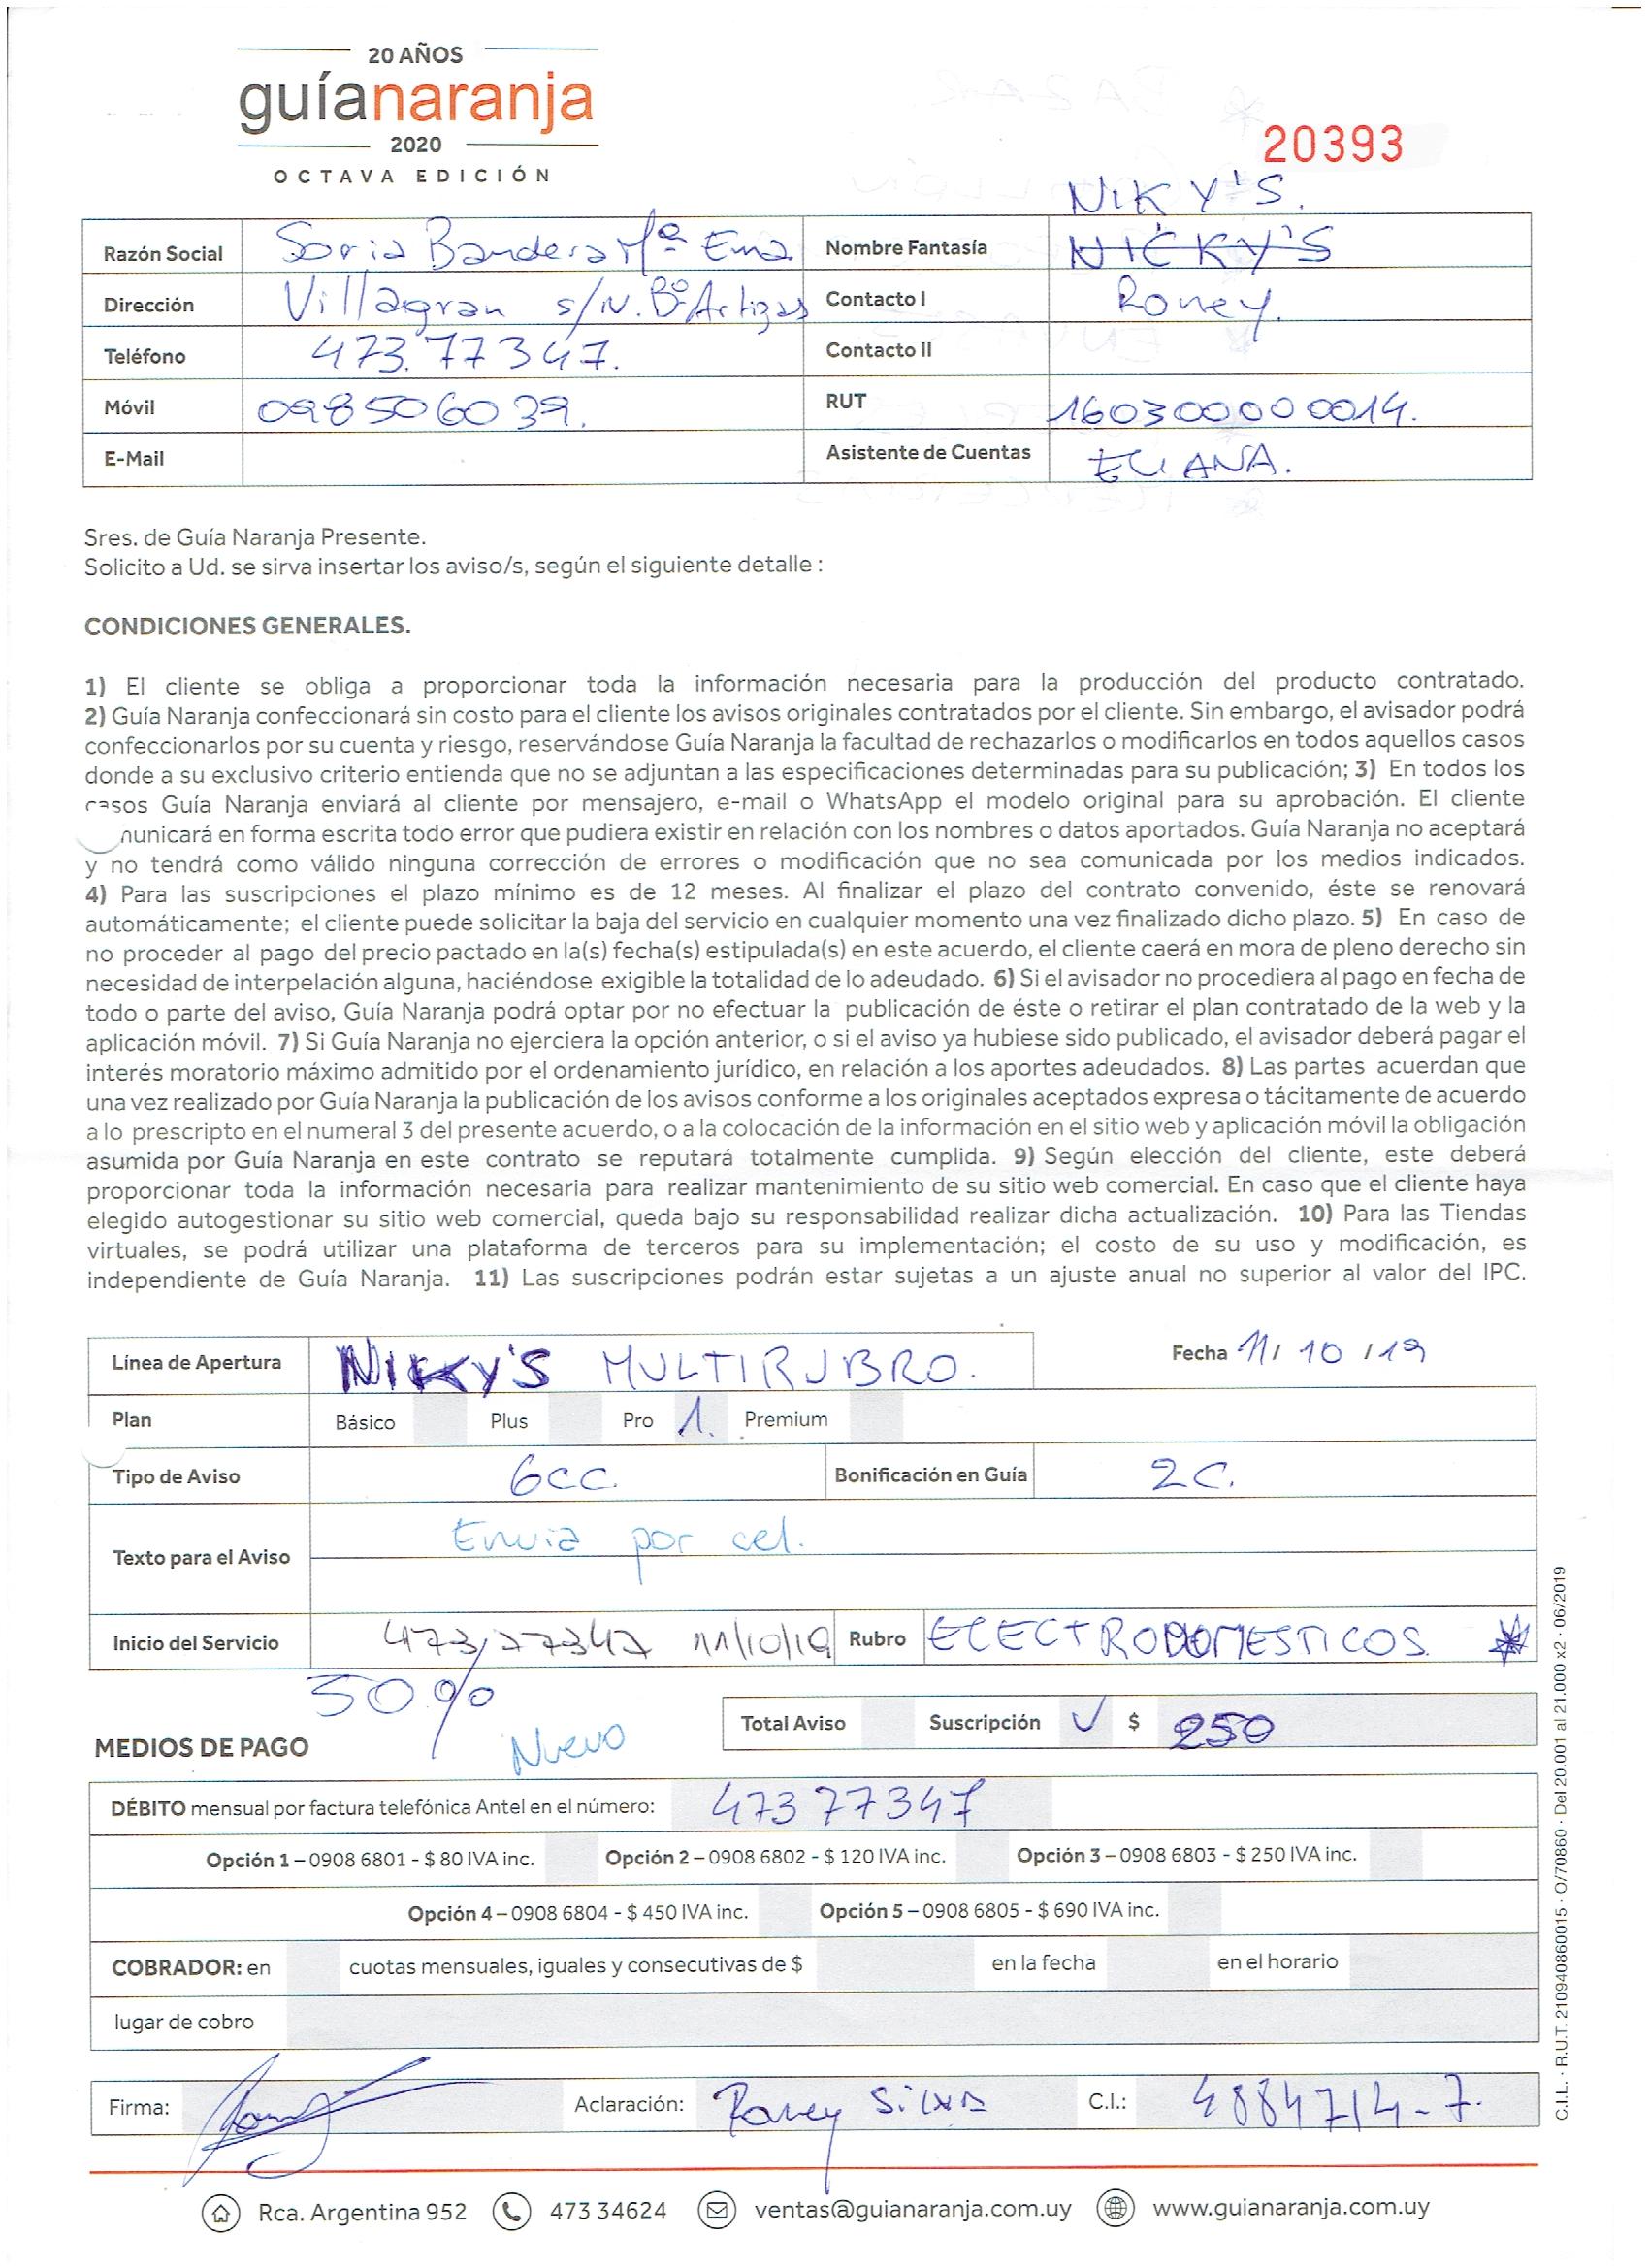 20 AÑOS
guíanaranja
2020
OCTAVA EDICIÓN
20393
NIKY'S.
Razón Social Soria Bandera Mª Ema Nombre Fantasía NICKY'S
Dirección Villagran s/N. Bº Artigas Contacto I Roney.
Teléfono 473.77347. Contacto II
Móvil 098506039. RUT 160300000014.
E-Mail Asistente de Cuentas ELIANA.
Sres. de Guía Naranja Presente.
Solicito a Ud. se sirva insertar los aviso/s, según el siguiente detalle :
CONDICIONES GENERALES.
1) El cliente se obliga a proporcionar toda la información necesaria para la producción del producto contratado.
2) Guía Naranja confeccionará sin costo para el cliente los avisos originales contratados por el cliente. Sin embargo, el avisador podrá
confeccionarlos por su cuenta y riesgo, reservándose Guía Naranja la facultad de rechazarlos o modificarlos en todos aquellos casos
donde a su exclusivo criterio entienda que no se adjuntan a las especificaciones determinadas para su publicación; 3) En todos los
casos Guía Naranja enviará al cliente por mensajero, e-mail o WhatsApp el modelo original para su aprobación. El cliente
municará en forma escrita todo error que pudiera existir en relación con los nombres o datos aportados. Guía Naranja no aceptará
y no tendrá como válido ninguna corrección de errores o modificación que no sea comunicada por los medios indicados.
4) Para las suscripciones el plazo mínimo es de 12 meses. Al finalizar el plazo del contrato convenido, éste se renovará
automáticamente; el cliente puede solicitar la baja del servicio en cualquier momento una vez finalizado dicho plazo. 5) En caso de
no proceder al pago del precio pactado en la(s) fecha(s) estipulada(s) en este acuerdo, el cliente caerá en mora de pleno derecho sin
necesidad de interpelación alguna, haciéndose exigible la totalidad de lo adeudado. 6) Si el avisador no procediera al pago en fecha de
todo o parte del aviso, Guía Naranja podrá optar por no efectuar la publicación de éste o retirar el plan contratado de la web y la
aplicación móvil. 7) Si Guía Naranja no ejerciera la opción anterior, o si el aviso ya hubiese sido publicado, el avisador deberá pagar el
interés moratorio máximo admitido por el ordenamiento jurídico, en relación a los aportes adeudados. 8) Las partes acuerdan que
una vez realizado por Guía Naranja la publicación de los avisos conforme a los originales aceptados expresa o tácitamente de acuerdo
a lo prescripto en el numeral 3 del presente acuerdo, o a la colocación de la información en el sitio web y aplicación móvil la obligación
asumida por Guía Naranja en este contrato se reputará totalmente cumplida. 9) Según elección del cliente, este deberá
proporcionar toda la información necesaria para realizar mantenimiento de su sitio web comercial. En caso que el cliente haya
elegido autogestionar su sitio web comercial, queda bajo su responsabilidad realizar dicha actualización. 10) Para las Tiendas
virtuales, se podrá utilizar una plataforma de terceros para su implementación; el costo de su uso y modificación, es
independiente de Guía Naranja. 11) Las suscripciones podrán estar sujetas a un ajuste anual no superior al valor del IPC.
Línea de Apertura NIKY'S MULTIRUBRO. Fecha 11/ 10 /19
Plan Básico Plus Pro 1. Premium
Tipo de Aviso 6CC. Bonificación en Guía 2C.
Texto para el Aviso Envia por cel.
Inicio del Servicio 473,77347 11/10/19 Rubro ELECTRODOMESTICOS *
50%
Nuevo
Total Aviso Suscripción ✓ $ 250
MEDIOS DE PAGO
DÉBITO mensual por factura telefónica Antel en el número: 47377347
Opción 1 – 0908 6801 - $ 80 IVA inc. Opción 2 – 0908 6802 - $ 120 IVA inc. Opción 3 – 0908 6803 - $ 250 IVA inc.
Opción 4 – 0908 6804 - $ 450 IVA inc. Opción 5 – 0908 6805 - $ 690 IVA inc.
COBRADOR: en cuotas mensuales, iguales y consecutivas de $ en la fecha en el horario
lugar de cobro
Firma: Aclaración: Roney Silva C.I.: 4884714-7.
Rca. Argentina 952 473 34624 ventas@guianaranja.com.uy www.guianaranja.com.uy
C.I.L. · R.U.T. 210940860015 · O/70860 · Del 20.001 al 21.000 x2 · 06/2019